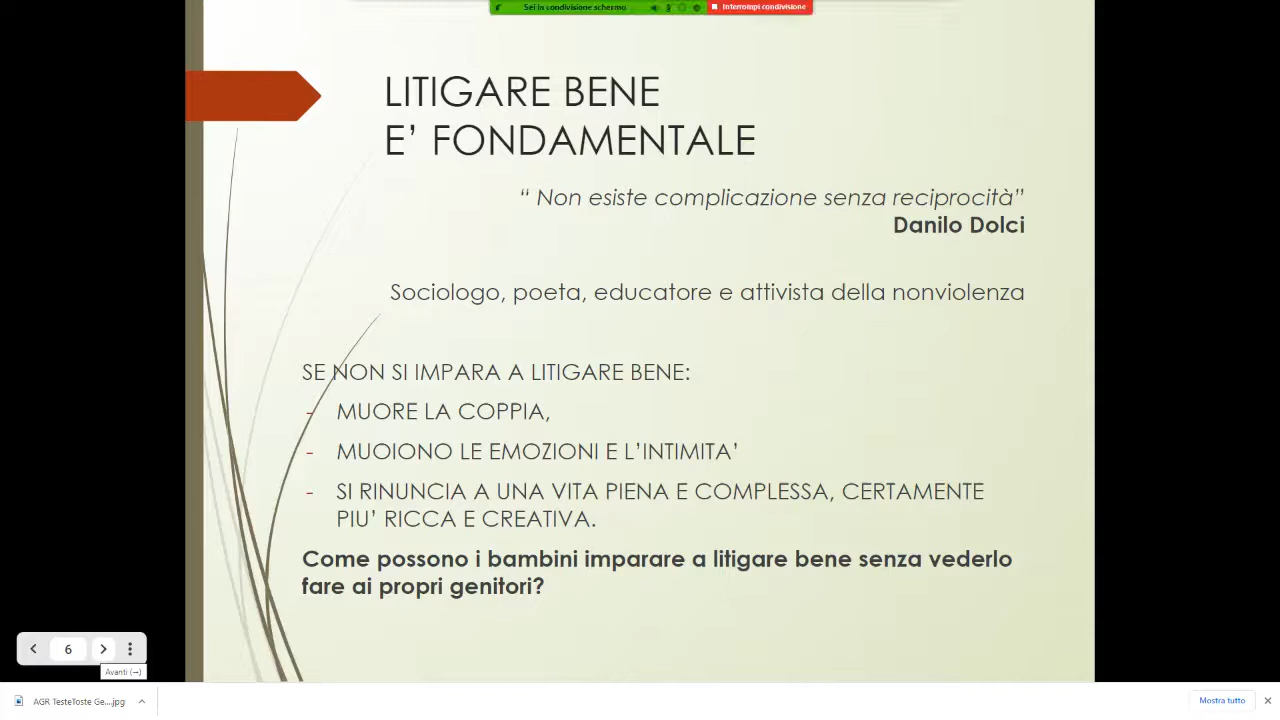 Sei in condivisione schermo
Interrompi condivisione
LITIGARE BENE
E’ FONDAMENTALE
“ Non esiste complicazione senza reciprocità”
Danilo Dolci
Sociologo, poeta, educatore e attivista della nonviolenza
SE NON SI IMPARA A LITIGARE BENE:
- MUORE LA COPPIA,
- MUOIONO LE EMOZIONI E L’INTIMITA’
- SI RINUNCIA A UNA VITA PIENA E COMPLESSA, CERTAMENTE
PIU’ RICCA E CREATIVA.
Come possono i bambini imparare a litigare bene senza vederlo
fare ai propri genitori?
6
Avanti (→)
AGR TesteToste Ge....jpg
Mostra tutto